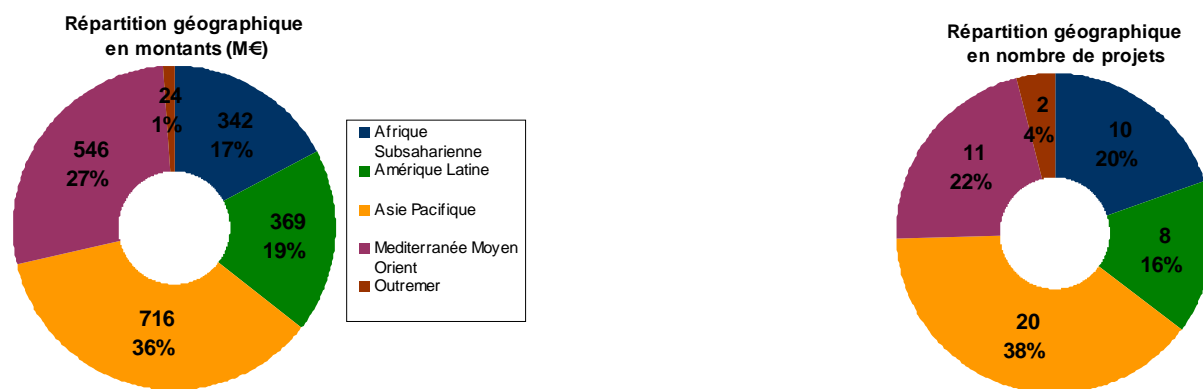 Répartition géographique
en montants (M€)
24
1%
342
17%
546
27%
369
19%
716
36%
Afrique
Subsaharienne
Amérique Latine
Asie Pacifique
Mediterranée Moyen
Orient
Outremer
Répartition géographique
en nombre de projets
2
4%
10
20%
11
22%
8
16%
20
38%